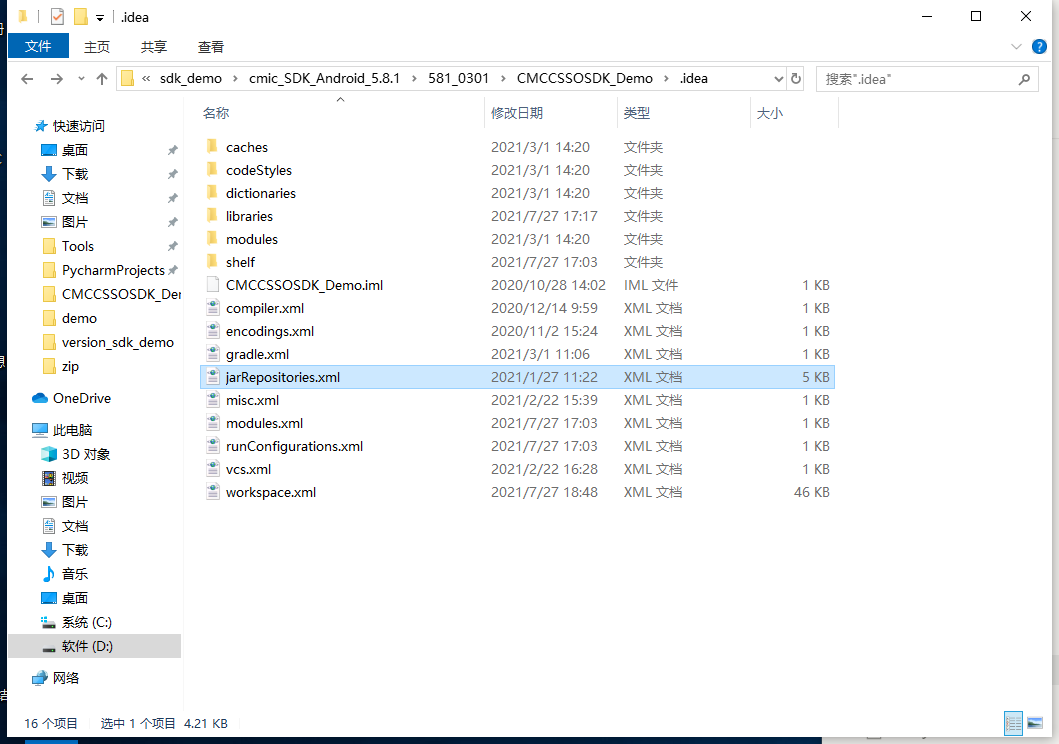 .idea
文件 主页 共享 查看
« sdk_demo › cmic_SDK_Android_5.8.1 › 581_0301 › CMCCSSOSDK_Demo › .idea
搜索".idea"
名称 修改日期 类型 大小
快速访问
桌面
下载
文档
图片
Tools
PycharmProjects
CMCCSSOSDK_Der
demo
version_sdk_demo
zip
OneDrive
此电脑
3D 对象
视频
图片
文档
下载
音乐
桌面
系统 (C:)
软件 (D:)
网络
caches 2021/3/1 14:20 文件夹
codeStyles 2021/3/1 14:20 文件夹
dictionaries 2021/3/1 14:20 文件夹
libraries 2021/7/27 17:17 文件夹
modules 2021/3/1 14:20 文件夹
shelf 2021/7/27 17:03 文件夹
CMCCSSOSDK_Demo.iml 2020/10/28 14:02 IML 文件 1 KB
compiler.xml 2020/12/14 9:59 XML 文档 1 KB
encodings.xml 2020/11/2 15:24 XML 文档 1 KB
gradle.xml 2021/3/1 11:06 XML 文档 1 KB
jarRepositories.xml 2021/1/27 11:22 XML 文档 5 KB
misc.xml 2021/2/22 15:39 XML 文档 1 KB
modules.xml 2021/7/27 17:03 XML 文档 1 KB
runConfigurations.xml 2021/7/27 17:03 XML 文档 1 KB
vcs.xml 2021/2/22 16:28 XML 文档 1 KB
workspace.xml 2021/7/27 18:48 XML 文档 46 KB
16 个项目 选中 1 个项目 4.21 KB